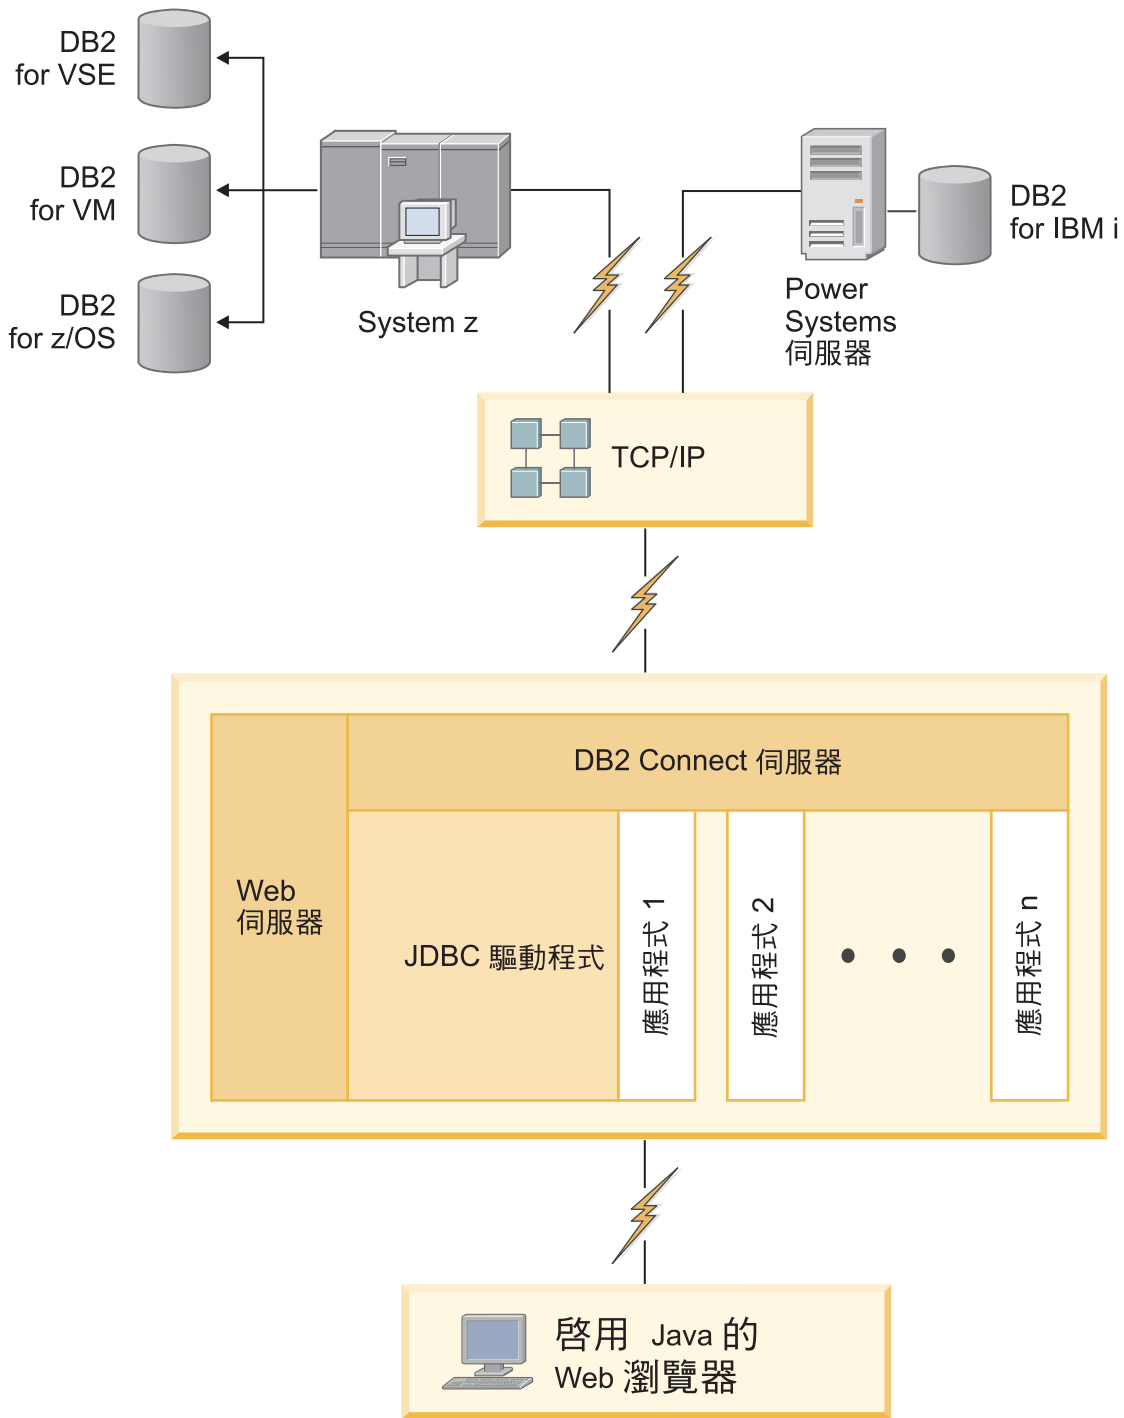 DB2
for VSE
DB2
for VM
DB2
for z/OS
System z
Power
Systems
伺服器
DB2
for IBM i
TCP/IP
DB2 Connect 伺服器
Web
伺服器
JDBC 驅動程式
應用程式 1
應用程式 2
應用程式 n
啓用 Java 的
Web 瀏覽器